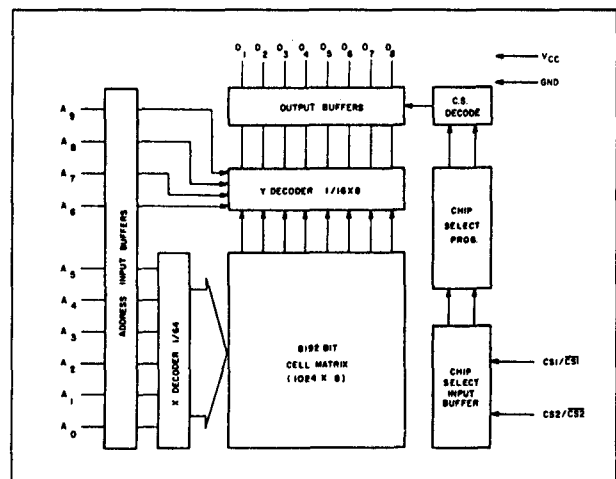 O1 O2 O3 O4 O5 O6 O7 O8
VCC
GND
OUTPUT BUFFERS
C.S.
DECODE
A9
A8
A7
A6
Y DECODER 1/16X8
CHIP
SELECT
PROG.
ADDRESS INPUT BUFFERS
A5
A4
A3
A2
A1
A0
X DECODER 1/64
8192 BIT
CELL MATRIX
(1024 X 8)
CHIP
SELECT
INPUT
BUFFER
CS1/C̅S̅1̅
CS2/C̅S̅2̅